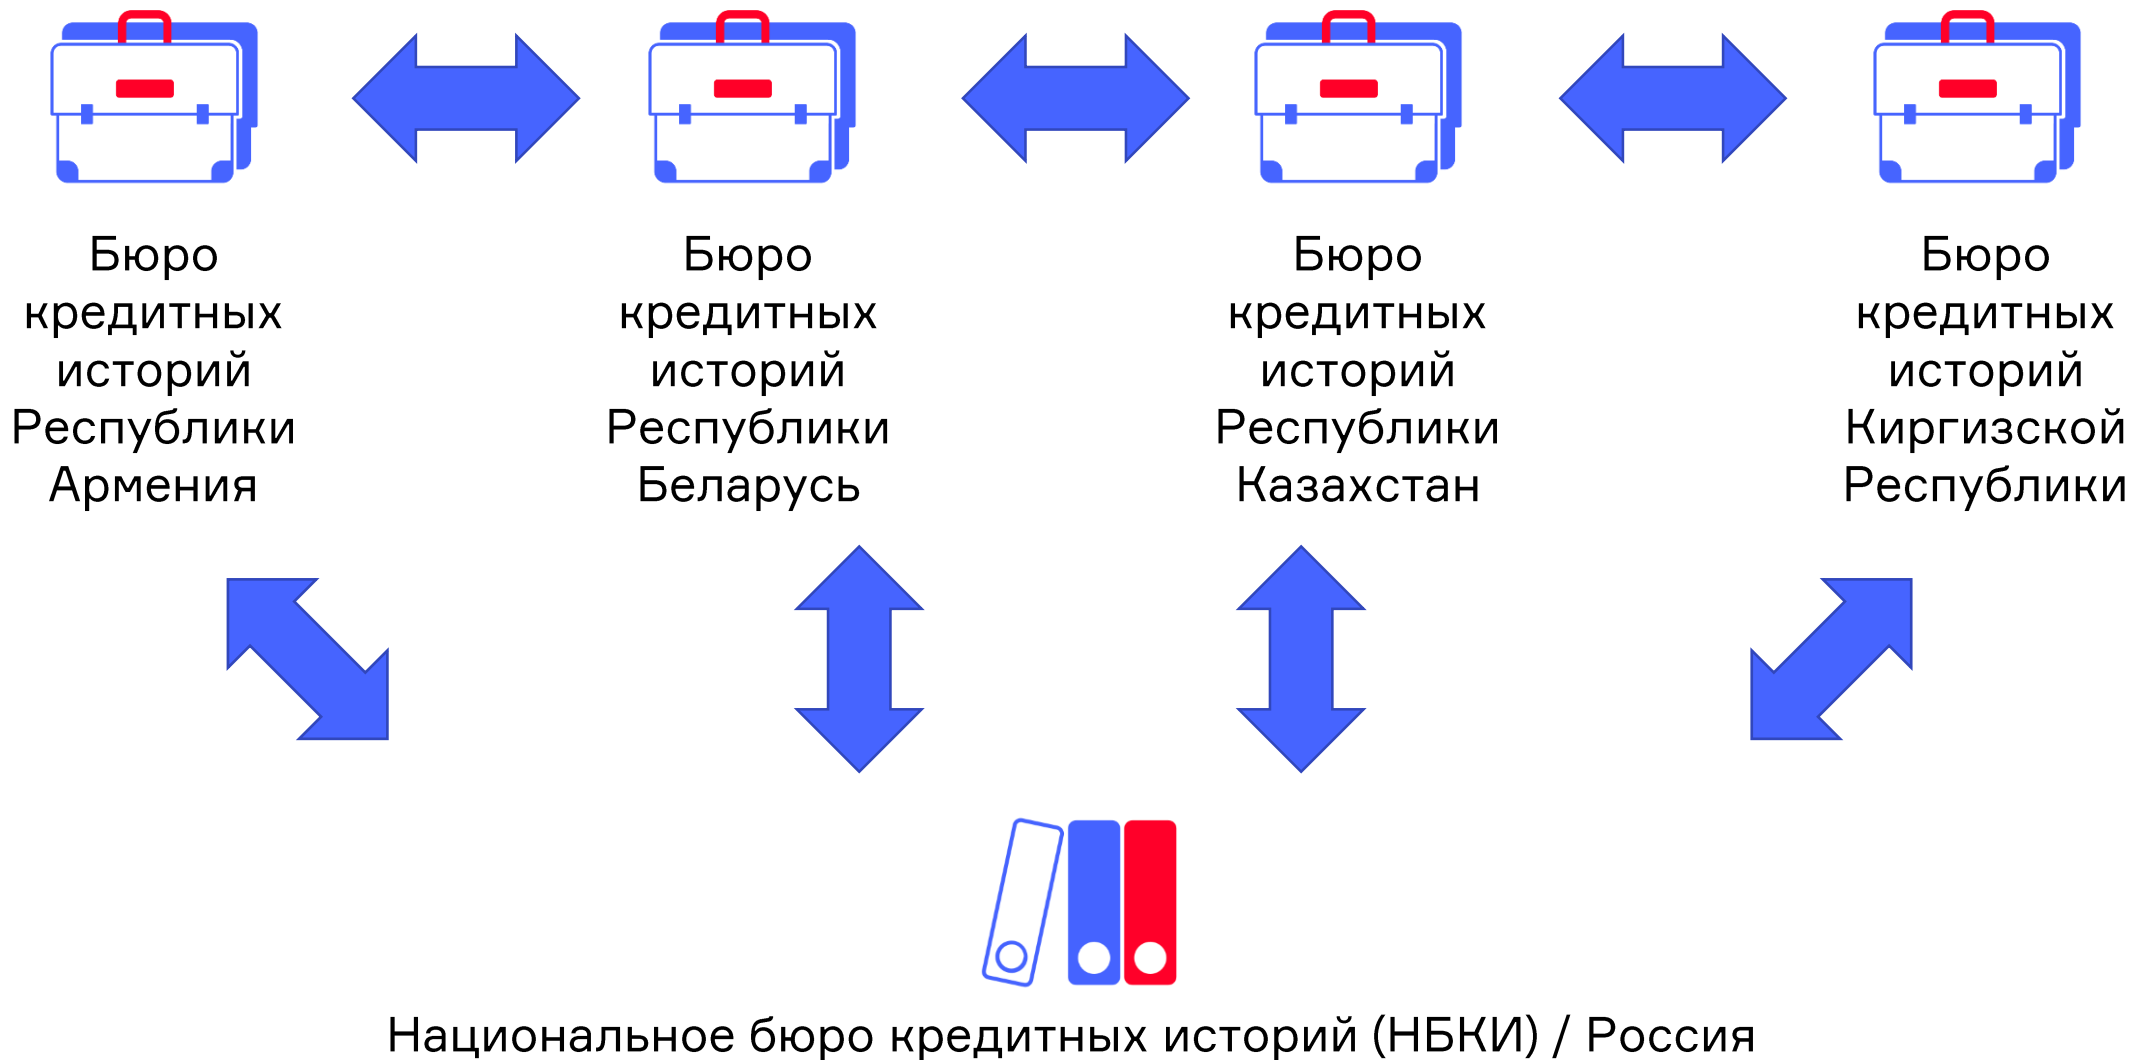 Бюро
кредитных
историй
Республики
Армения
Бюро
кредитных
историй
Республики
Беларусь
Бюро
кредитных
историй
Республики
Казахстан
Бюро
кредитных
историй
Киргизской
Республики
Национальное бюро кредитных историй (НБКИ) / Россия